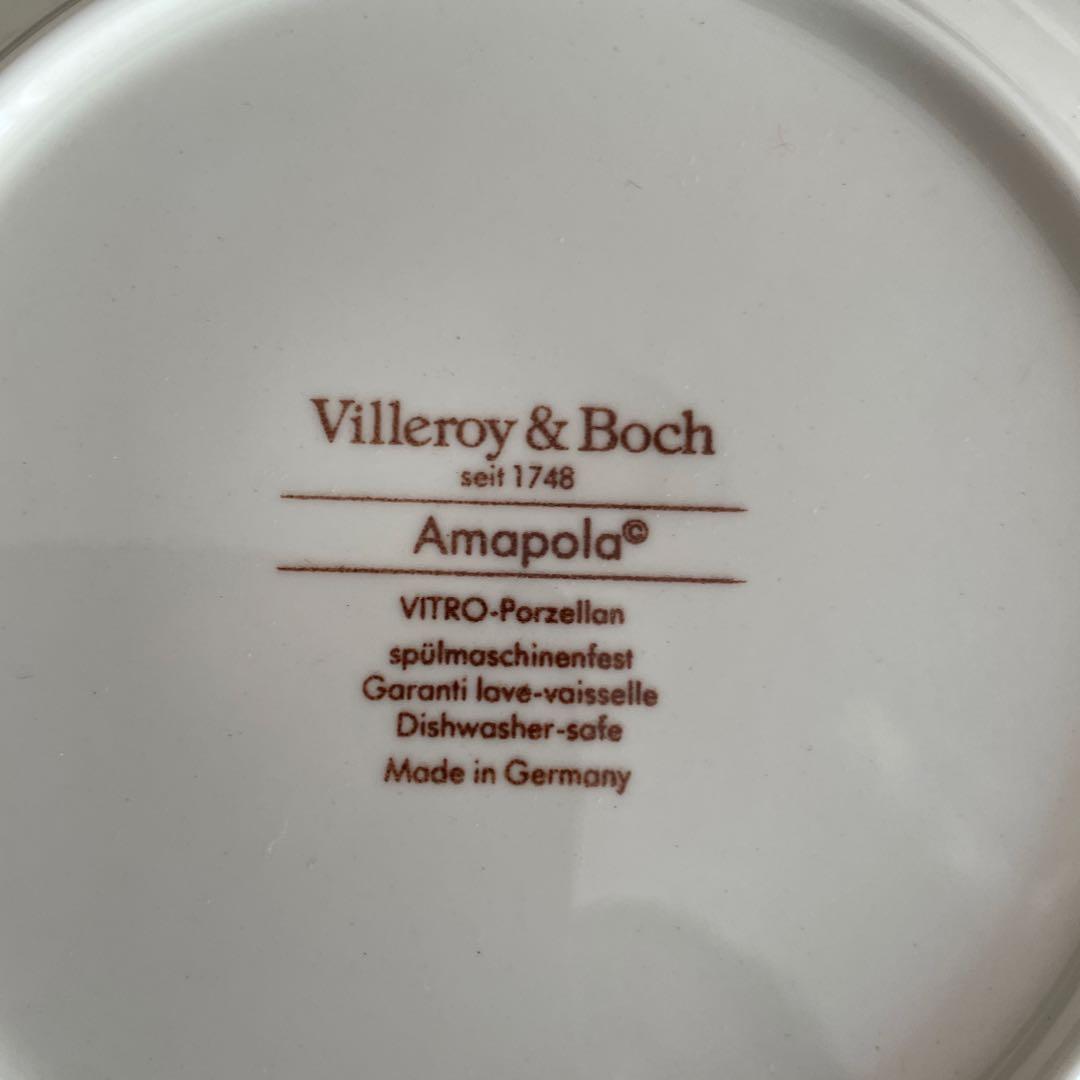 Villeroy & Boch
seit 1748
Amapola©
VITRO-Porzellan
spülmaschinenfest
Garanti lave-vaisselle
Dishwasher-safe
Made in Germany